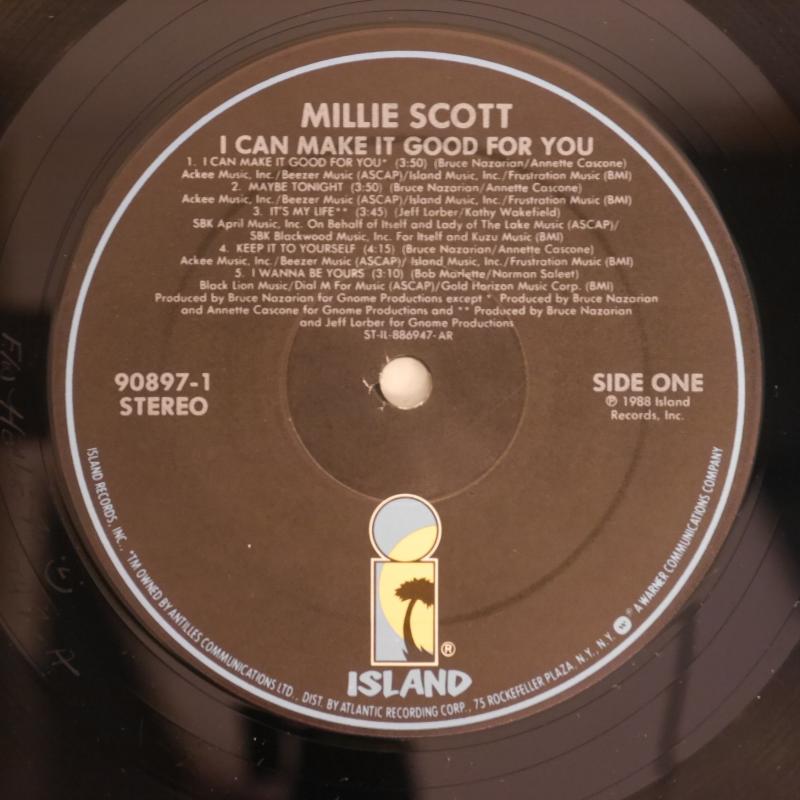 MILLIE SCOTT
I CAN MAKE IT GOOD FOR YOU
1. I CAN MAKE IT GOOD FOR YOU* (3:50) (Bruce Nazarian/Annette Cascone)
Ackee Music, Inc./Beezer Music (ASCAP)/Island Music, Inc./Frustration Music (BMI)
2. MAYBE TONIGHT (3:50) (Bruce Nazarian/Annette Cascone)
Ackee Music, Inc./Beezer Music (ASCAP)/Island Music, Inc./Frustration Music (BMI)
3. IT'S MY LIFE** (3:45) (Jeff Lorber/Kathy Wakefield)
SBK April Music, Inc. On Behalf of Itself and Lady of The Lake Music (ASCAP)/
SBK Blackwood Music, Inc. For Itself and Kuzu Music (BMI)
4. KEEP IT TO YOURSELF (4:15) (Bruce Nazarian/Annette Cascone)
Ackee Music, Inc./Beezer Music (ASCAP)/Island Music, Inc./Frustration Music (BMI)
5. I WANNA BE YOURS (3:10) (Bob Marlette/Norman Saleet)
Black Lion Music/Dial M For Music (ASCAP)/Gold Horizon Music Corp. (BMI)
Produced by Bruce Nazarian for Gnome Productions except * Produced by Bruce Nazarian
and Annette Cascone for Gnome Productions and ** Produced by Bruce Nazarian
and Jeff Lorber for Gnome Productions
ST-IL-886947-AR
90897-1
STEREO
SIDE ONE
℗ 1988 Island
Records, Inc.
®
ISLAND
ISLAND RECORDS, INC., *TM OWNED BY ANTILLES COMMUNICATIONS LTD., DIST. BY ATLANTIC RECORDING CORP., 75 ROCKEFELLER PLAZA, N.Y., N.Y. ® A WARNER COMMUNICATIONS COMPANY